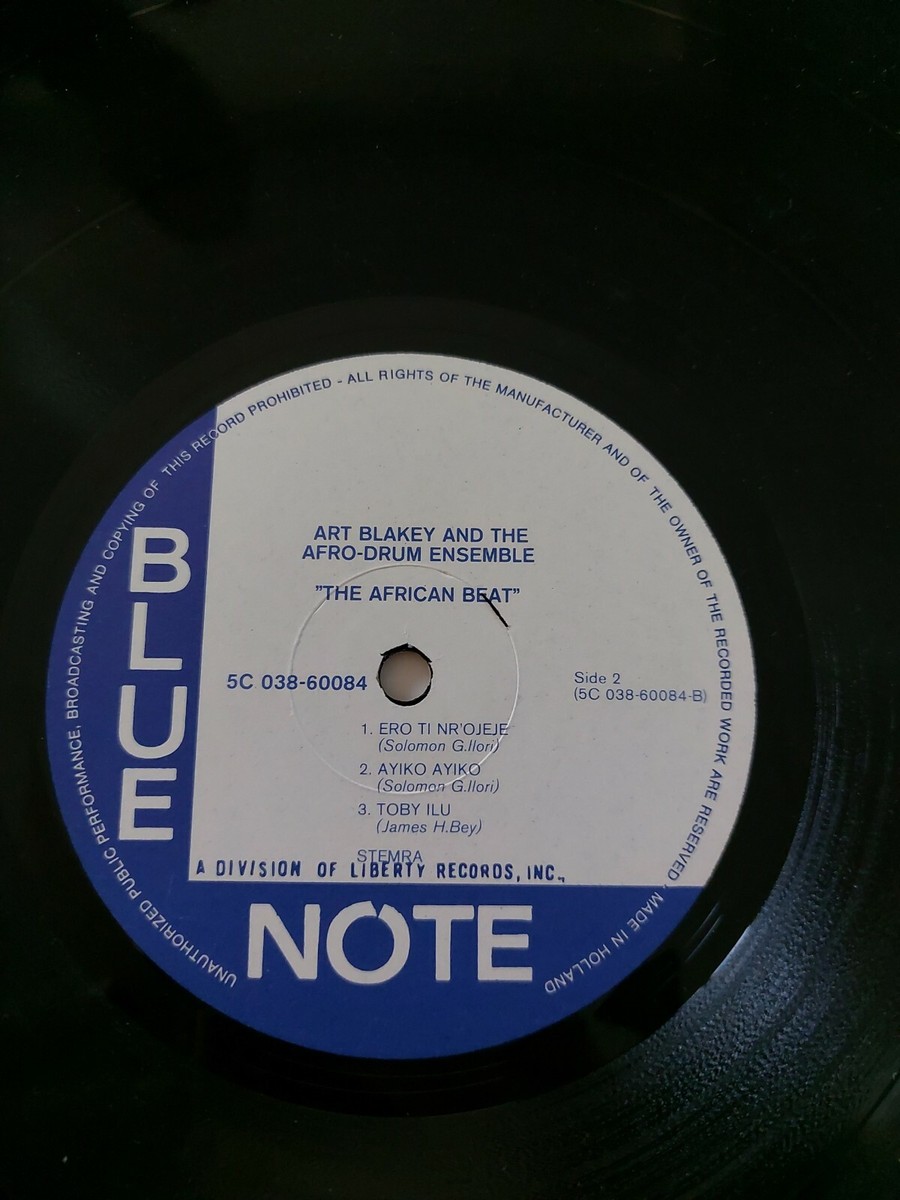 UNAUTHORIZED PUBLIC PERFORMANCE, BROADCASTING AND COPYING OF THIS RECORD PROHIBITED - ALL RIGHTS OF THE MANUFACTURER AND OF THE OWNER OF THE RECORDED WORK ARE RESERVED - MADE IN HOLLAND
ART BLAKEY AND THE
AFRO-DRUM ENSEMBLE
"THE AFRICAN BEAT"
5C 038-60084
Side 2
(5C 038-60084-B)
1. ERO TI NR'OJEJE
(Solomon G.Ilori)
2. AYIKO AYIKO
(Solomon G.Ilori)
3. TOBY ILU
(James H.Bey)
STEMRA
A DIVISION OF LIBERTY RECORDS, INC.,
BLUE
NOTE